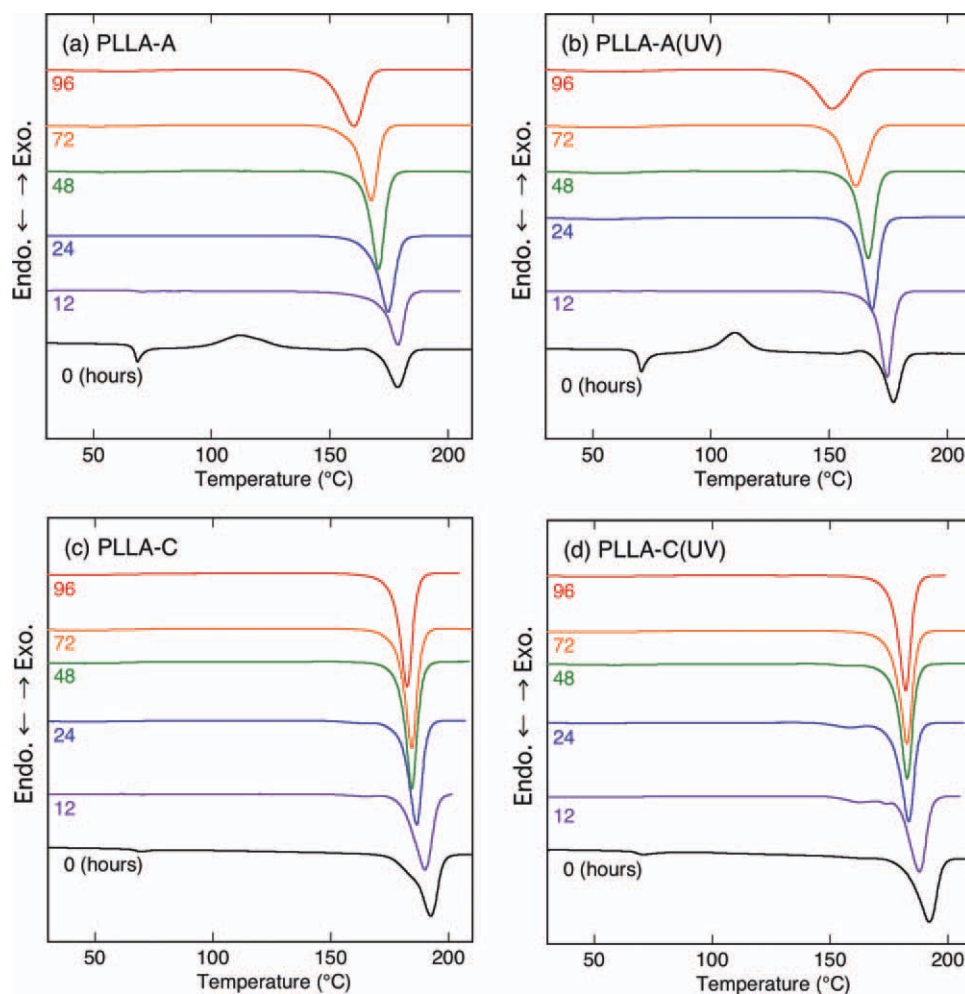 (a) PLLA-A
96
72
48
24
12
0 (hours)
Endo. ← → Exo.
50 100 150 200
Temperature (°C)
(b) PLLA-A(UV)
96
72
48
24
12
0 (hours)
Endo. ← → Exo.
50 100 150 200
Temperature (°C)
(c) PLLA-C
96
72
48
24
12
0 (hours)
Endo. ← → Exo.
50 100 150 200
Temperature (°C)
(d) PLLA-C(UV)
96
72
48
24
12
0 (hours)
Endo. ← → Exo.
50 100 150 200
Temperature (°C)